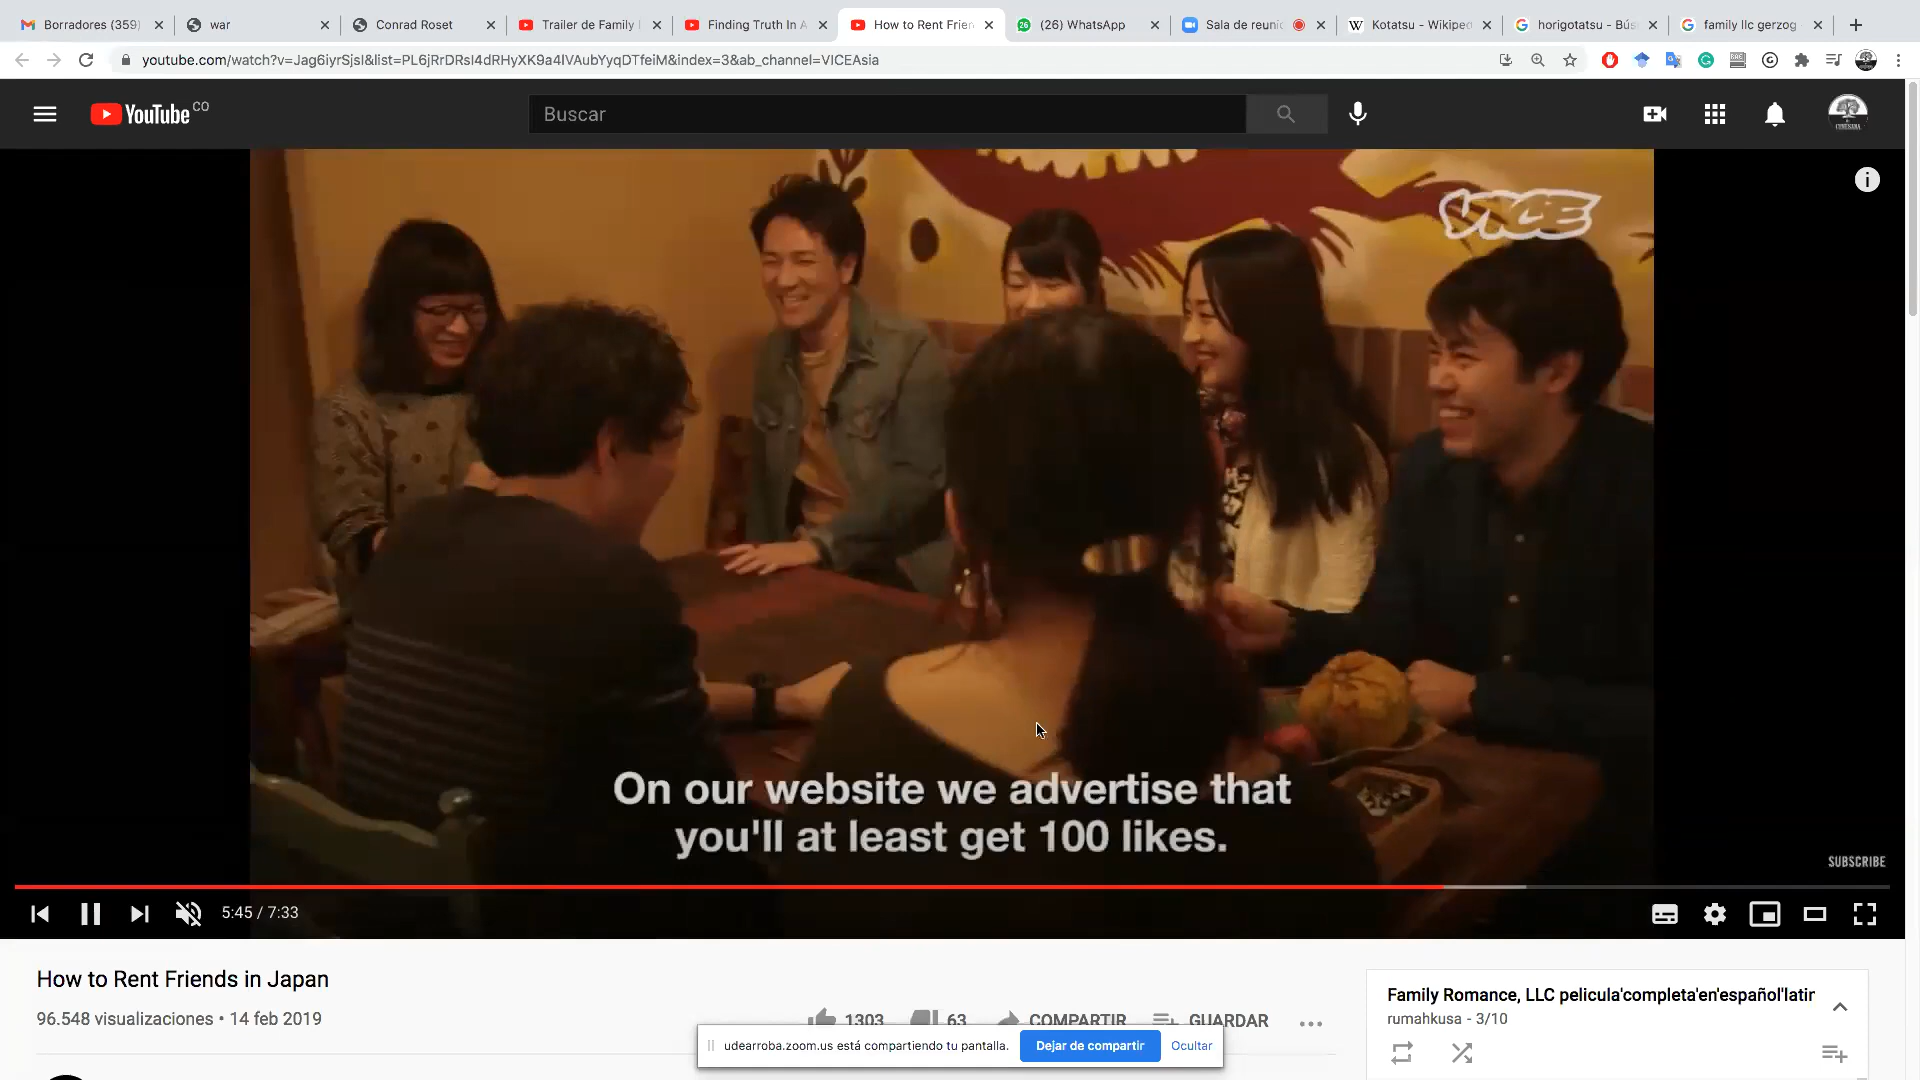 Borradores (359)
war
Conrad Roset
Trailer de Family
Finding Truth In A
How to Rent Frien
(26) WhatsApp
Sala de reunio
Kotatsu - Wikiped
horigotatsu - Bús
family llc gerzog
youtube.com/watch?v=Jag6iyrSjsI&list=PL6jRrDRsI4dRHyXK9a4IVAubYyqDTfeiM&index=3&ab_channel=VICEAsia
YouTube CO
Buscar
VICE
On our website we advertise that
you'll at least get 100 likes.
SUBSCRIBE
5:45 / 7:33
How to Rent Friends in Japan
96.548 visualizaciones • 14 feb 2019
1303
63
COMPARTIR
GUARDAR
udearroba.zoom.us está compartiendo tu pantalla.
Dejar de compartir
Ocultar
Family Romance, LLC pelicula'completa'en'español'latin
rumahkusa - 3/10